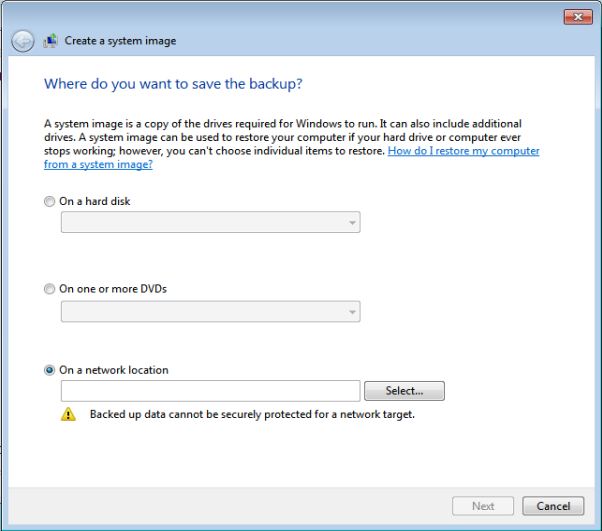 Create a system image
Where do you want to save the backup?
A system image is a copy of the drives required for Windows to run. It can also include additional
drives. A system image can be used to restore your computer if your hard drive or computer ever
stops working; however, you can't choose individual items to restore. How do I restore my computer
from a system image?
On a hard disk
On one or more DVDs
On a network location
Select...
Backed up data cannot be securely protected for a network target.
Next
Cancel